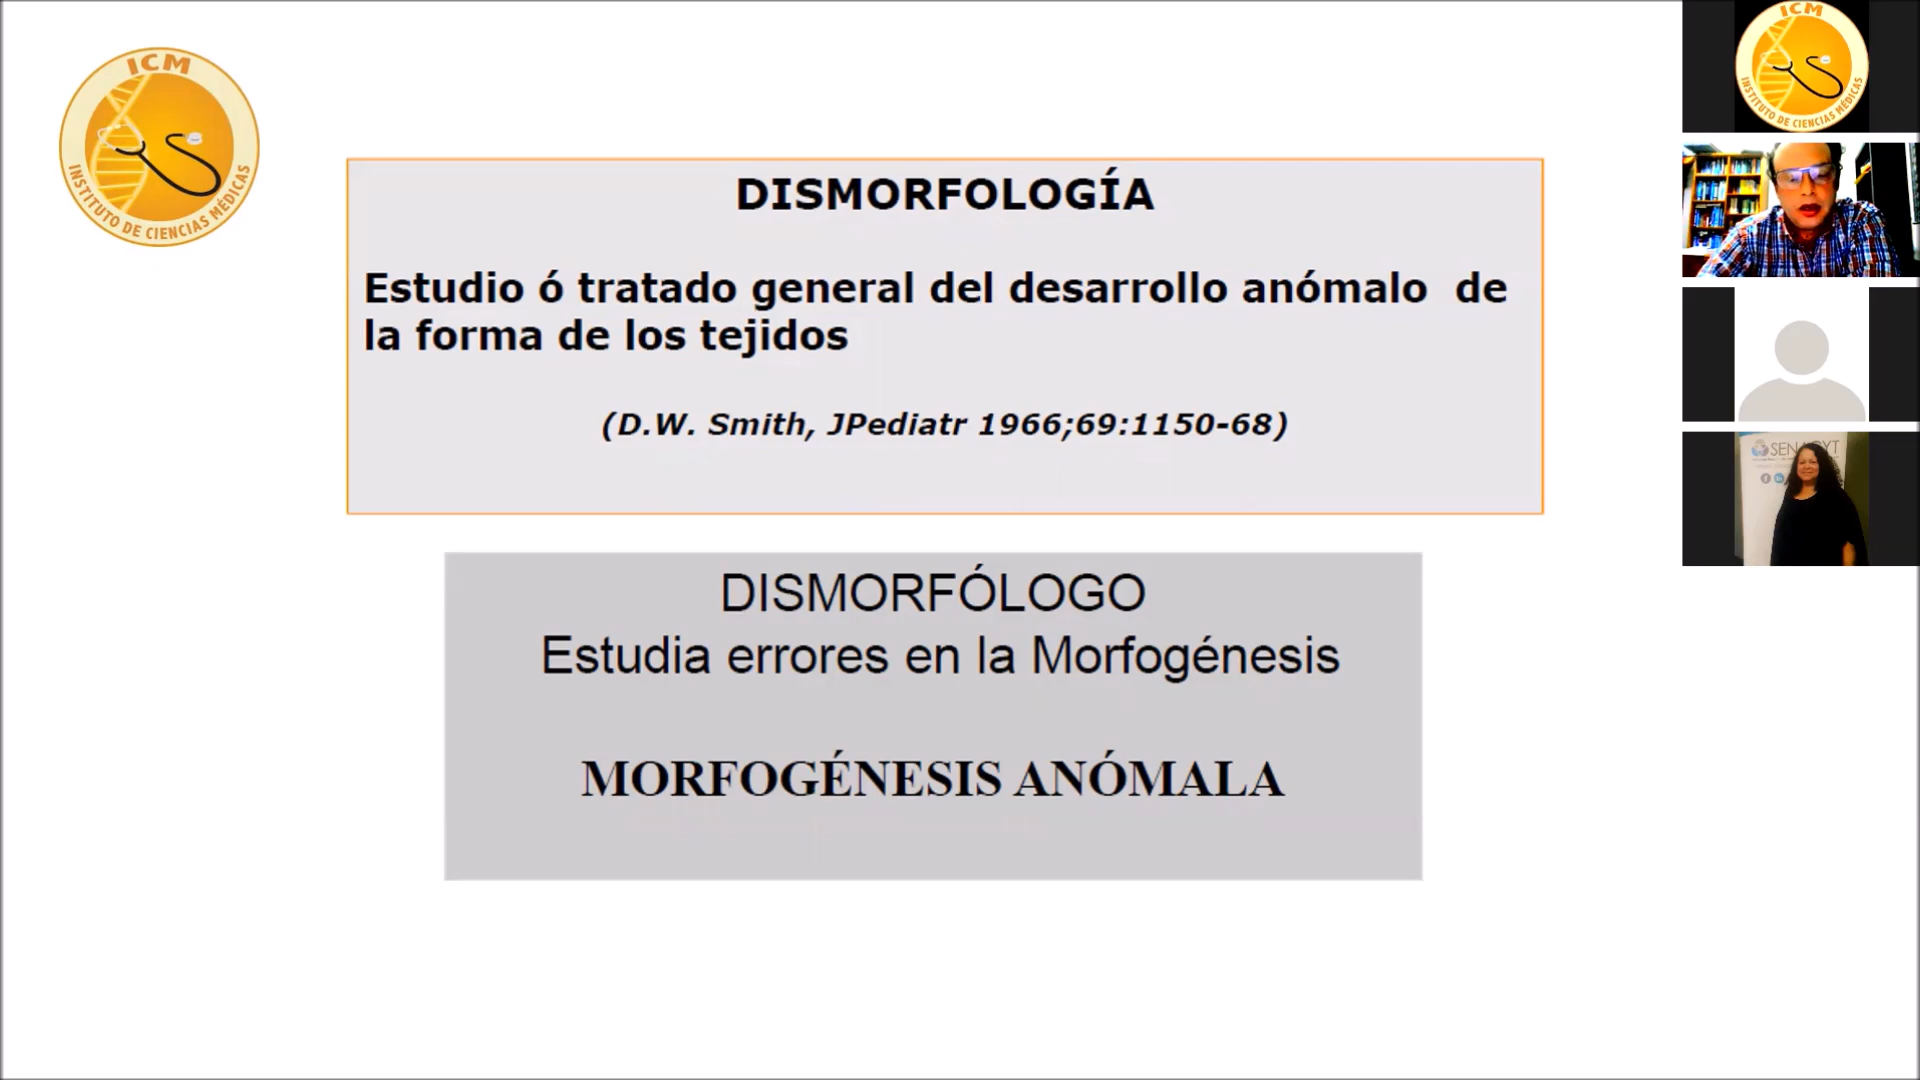 ICM
INSTITUTO DE CIENCIAS MÉDICAS
DISMORFOLOGÍA
Estudio ó tratado general del desarrollo anómalo de
la forma de los tejidos
(D.W. Smith, JPediatr 1966;69:1150-68)
DISMORFÓLOGO
Estudia errores en la Morfogénesis
MORFOGÉNESIS ANÓMALA
ICM
INSTITUTO DE CIENCIAS MÉDICAS